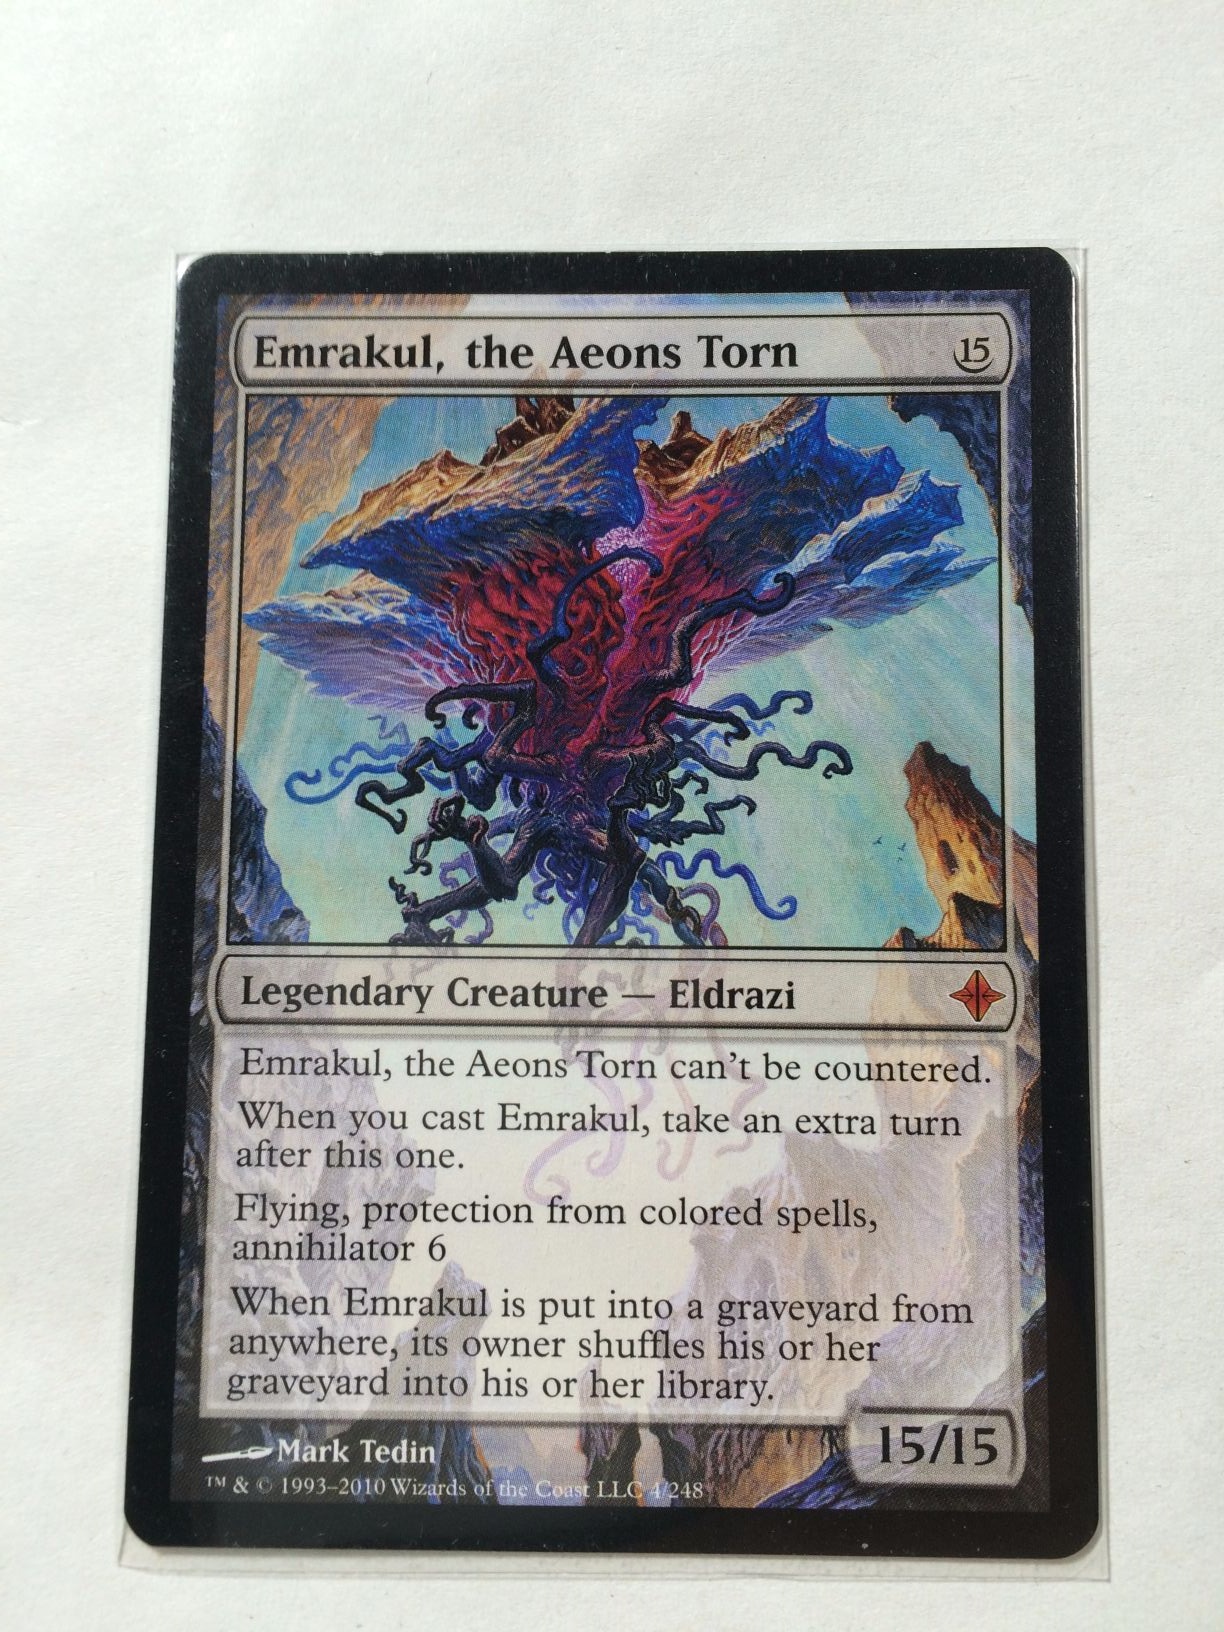 Emrakul, the Aeons Torn 15
Legendary Creature — Eldrazi
Emrakul, the Aeons Torn can't be countered.
When you cast Emrakul, take an extra turn
after this one.
Flying, protection from colored spells,
annihilator 6
When Emrakul is put into a graveyard from
anywhere, its owner shuffles his or her
graveyard into his or her library.
15/15
Mark Tedin
™ & © 1993–2010 Wizards of the Coast LLC 4/248